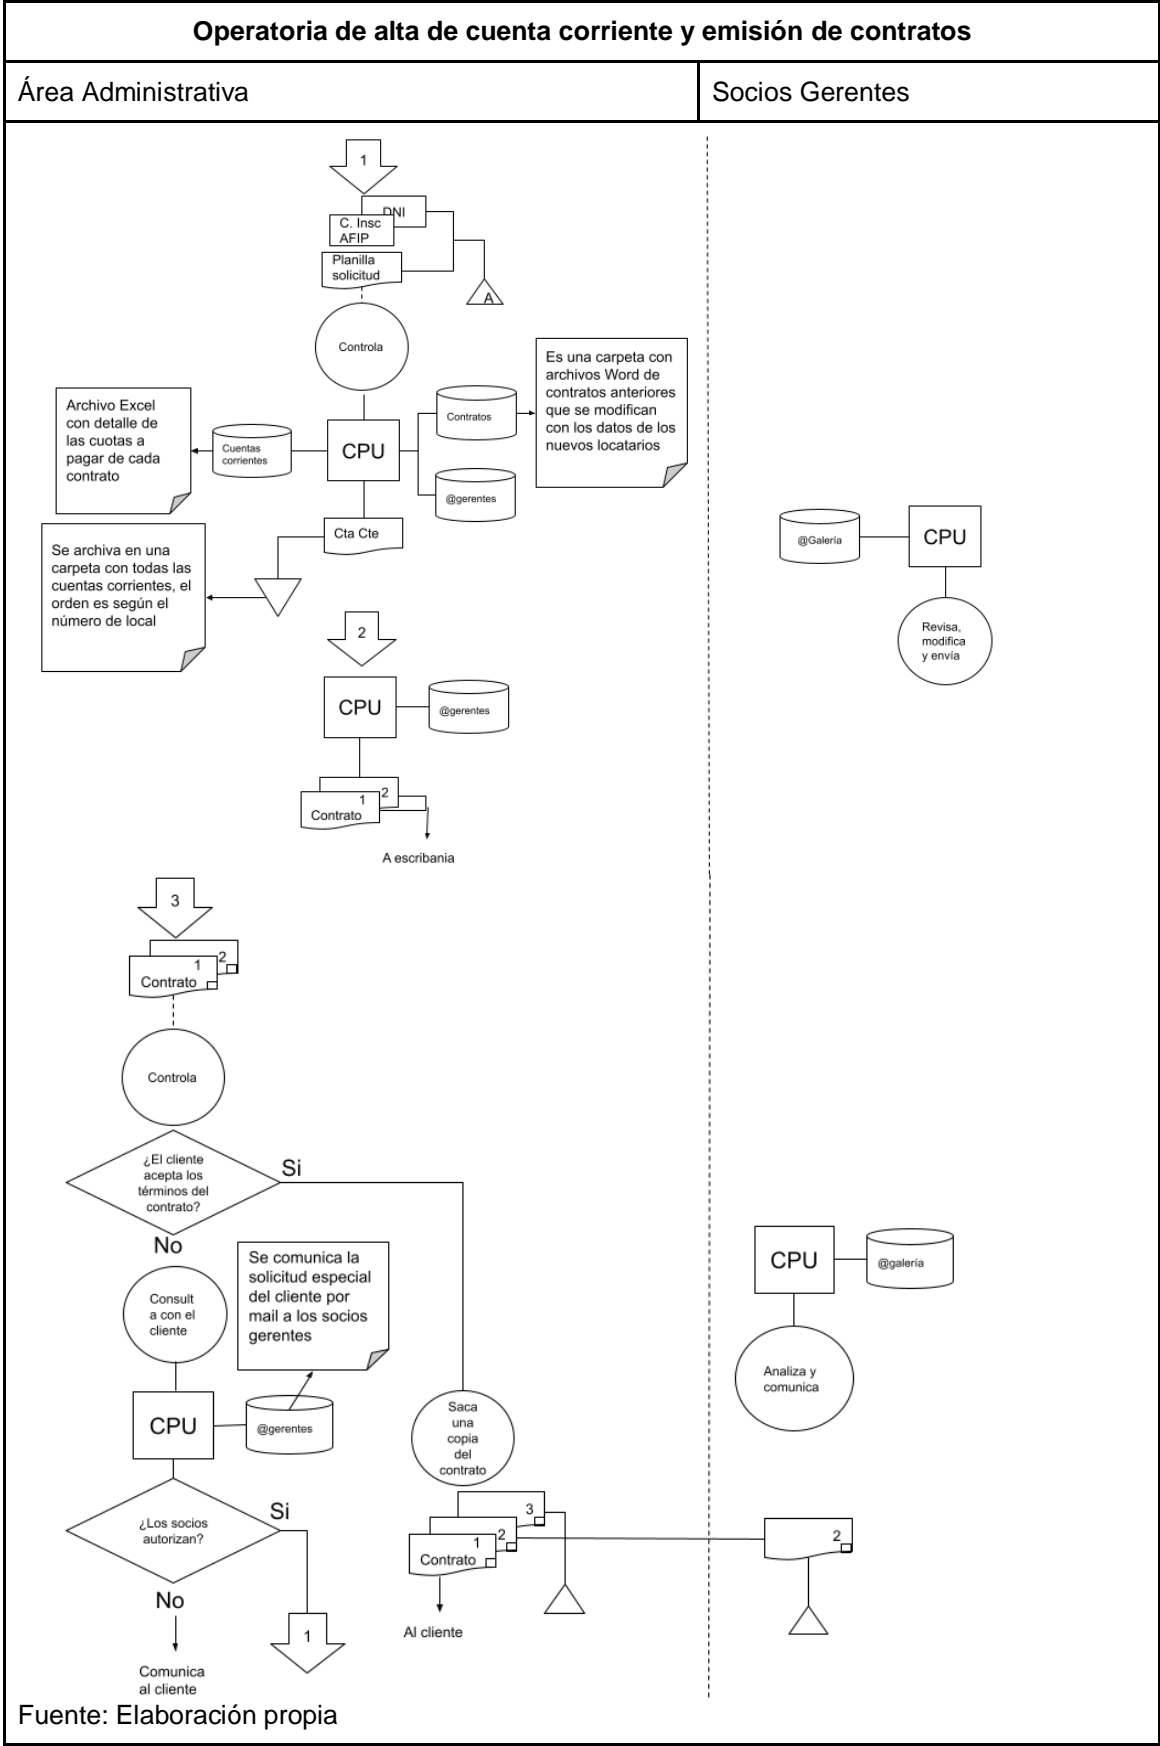 Operatoria de alta de cuenta corriente y emisión de contratos
Área Administrativa
Socios Gerentes
1
DNI
C. Insc
AFIP
Planilla
solicitud
A
Controla
Es una carpeta con
archivos Word de
contratos anteriores
que se modifican
con los datos de los
nuevos locatarios
Archivo Excel
con detalle de
las cuotas a
pagar de cada
contrato
Cuentas
corrientes
CPU
Contratos
@gerentes
Cta Cte
Se archiva en una
carpeta con todas las
cuentas corrientes, el
orden es según el
número de local
@Galería
CPU
Revisa,
modifica
y envía
2
CPU
@gerentes
2
1
Contrato
A escribania
3
2
1
Contrato
Controla
¿El cliente
acepta los
términos del
contrato?
Si
No
Consult
a con el
cliente
Se comunica la
solicitud especial
del cliente por
mail a los socios
gerentes
CPU
@gerentes
CPU
@galería
Analiza y
comunica
Saca
una
copia
del
contrato
¿Los socios
autorizan?
Si
No
3
2
1
Contrato
2
Al cliente
1
Comunica
al cliente
Fuente: Elaboración propia